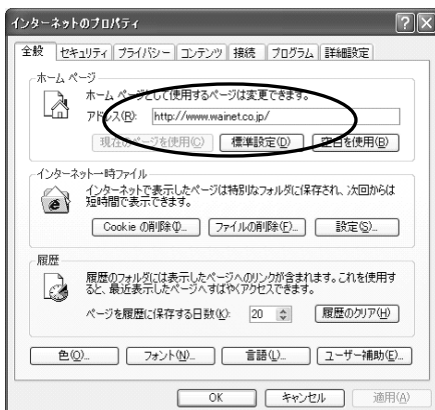 インターネットのプロパティ
全般 セキュリティ プライバシー コンテンツ 接続 プログラム 詳細設定
ホーム ページ
ホーム ページとして使用するページは変更できます。
アドレス(R): http://www.wainet.co.jp/
現在のページを使用(C) 標準設定(D) 空白を使用(B)
インターネット一時ファイル
インターネットで表示したページは特別なフォルダに保存され、次回からは
短時間で表示できます。
Cookie の削除(I)... ファイルの削除(F)... 設定(S)...
履歴
履歴のフォルダには表示したページへのリンクが含まれます。これを使用す
ると、最近表示したページへすばやくアクセスできます。
ページを履歴に保存する日数(K): 20 履歴のクリア(H)
色(O)... フォント(N)... 言語(L)... ユーザー補助(E)...
OK キャンセル 適用(A)